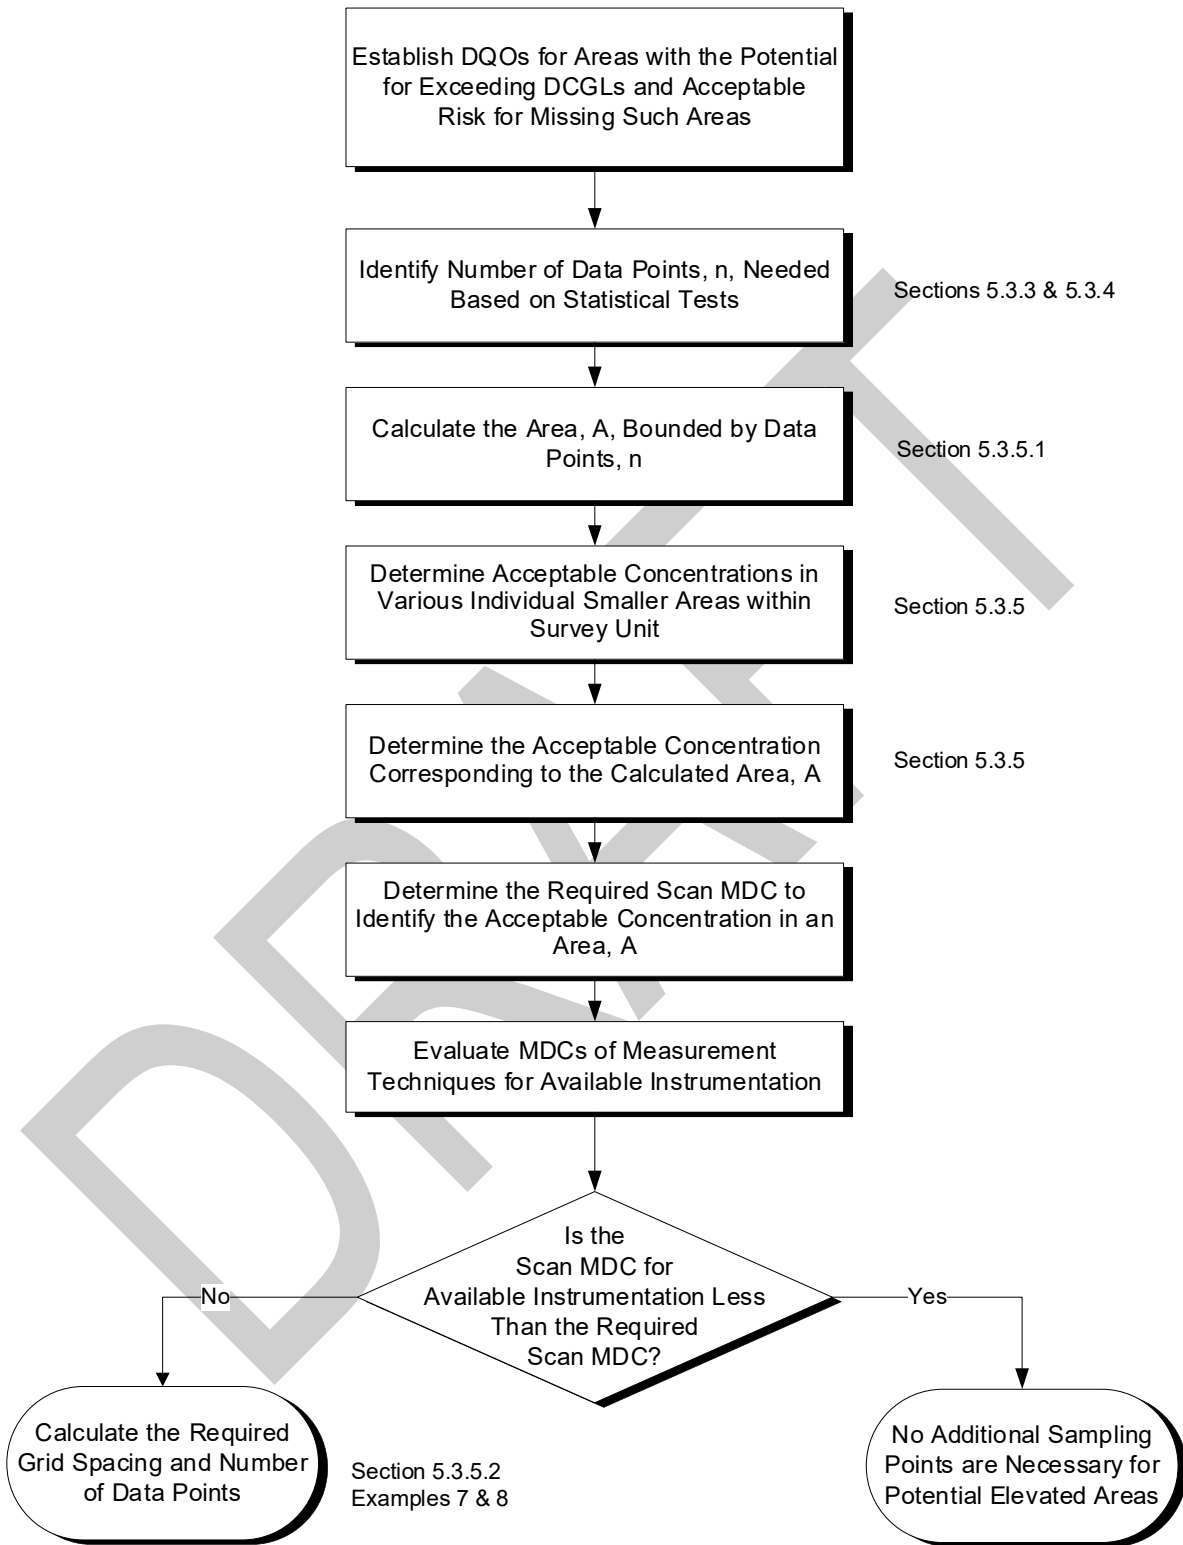 Establish DQOs for Areas with the Potential
for Exceeding DCGLs and Acceptable
Risk for Missing Such Areas
Identify Number of Data Points, n, Needed
Based on Statistical Tests
Sections 5.3.3 & 5.3.4
Calculate the Area, A, Bounded by Data
Points, n
Section 5.3.5.1
Determine Acceptable Concentrations in
Various Individual Smaller Areas within
Survey Unit
Section 5.3.5
Determine the Acceptable Concentration
Corresponding to the Calculated Area, A
Section 5.3.5
Determine the Required Scan MDC to
Identify the Acceptable Concentration in an
Area, A
Evaluate MDCs of Measurement
Techniques for Available Instrumentation
Is the
Scan MDC for
Available Instrumentation Less
Than the Required
Scan MDC?
No
Yes
Calculate the Required
Grid Spacing and Number
of Data Points
Section 5.3.5.2
Examples 7 & 8
No Additional Sampling
Points are Necessary for
Potential Elevated Areas
DRAFT